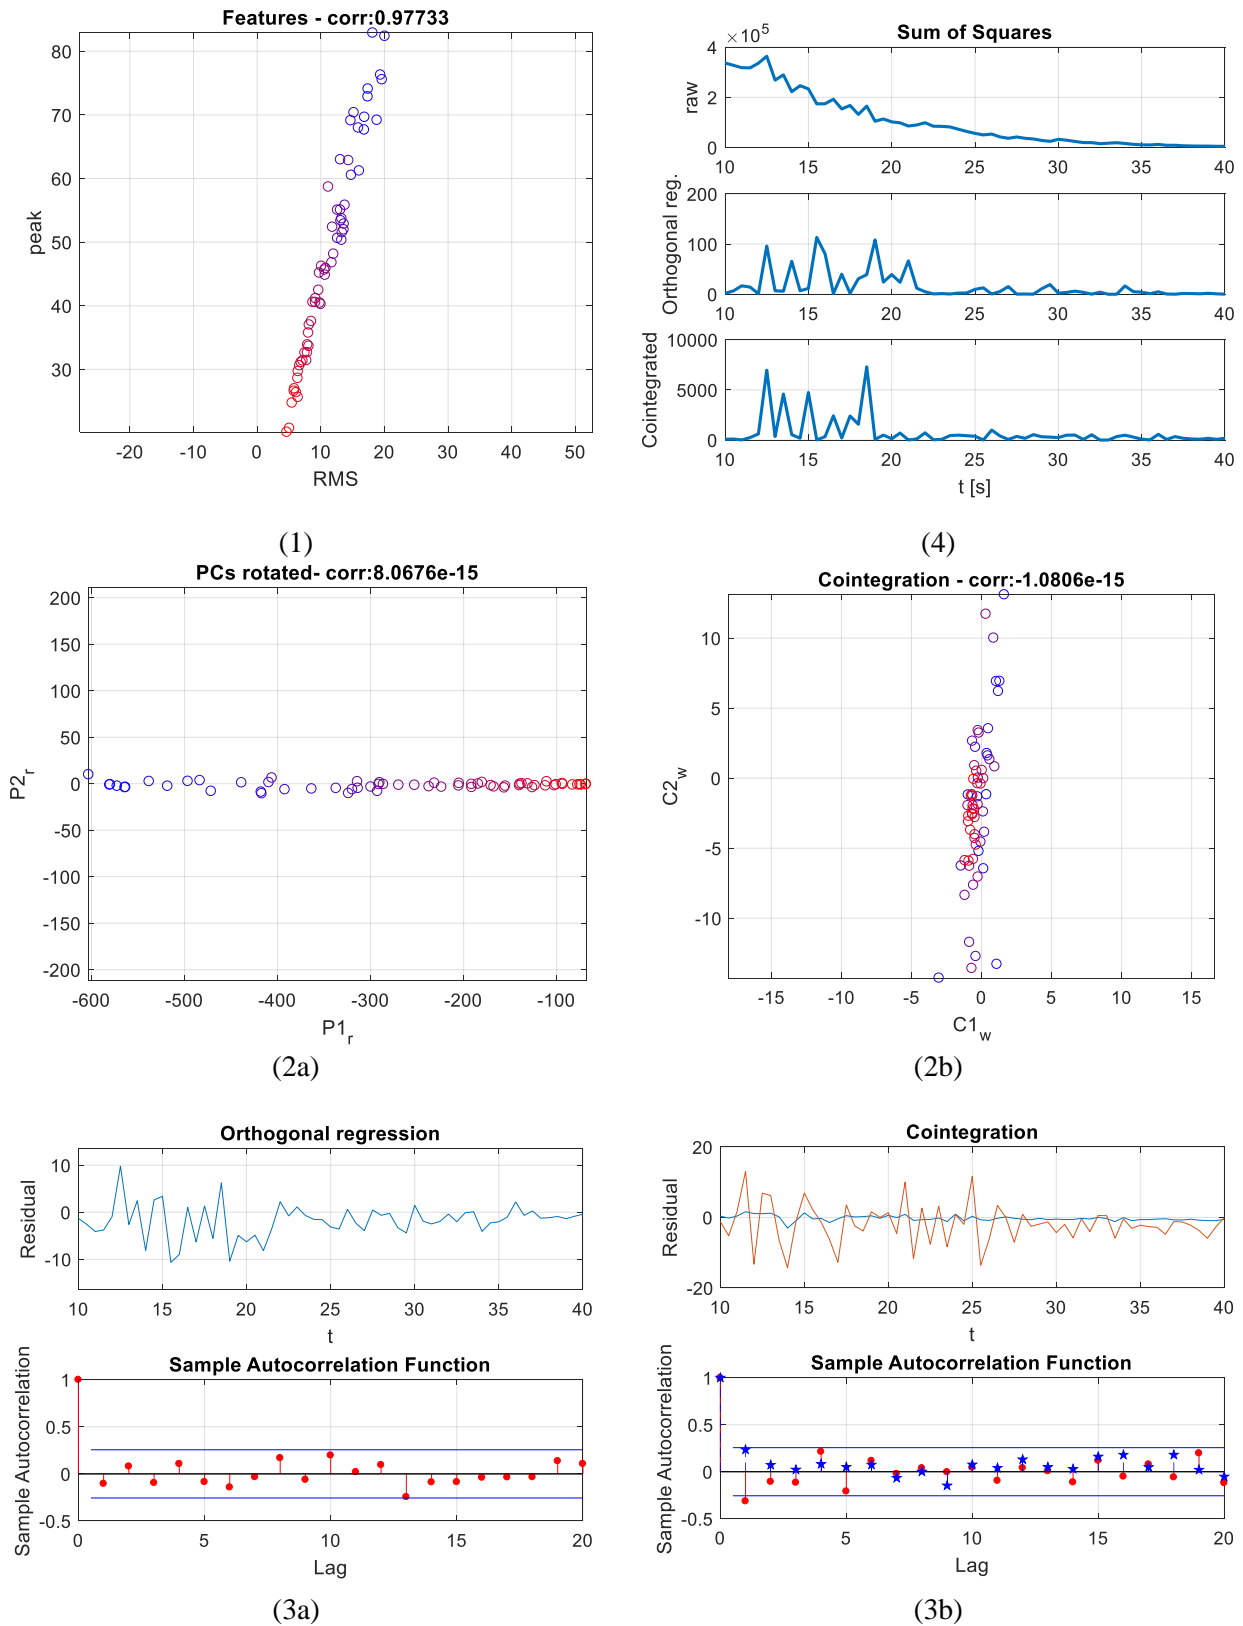 Features - corr:0.97733
80
70
60
50
40
30
peak
-20 -10 0 10 20 30 40 50
RMS
(1)
Sum of Squares
×10^5
4
2
0
raw
10 15 20 25 30 35 40
200
100
0
Orthogonal reg.
10 15 20 25 30 35 40
10000
5000
0
Cointegrated
10 15 20 25 30 35 40
t [s]
(4)
PCs rotated- corr:8.0676e-15
200
150
100
50
0
-50
-100
-150
-200
P2_r
-600 -500 -400 -300 -200 -100
P1_r
(2a)
Cointegration - corr:-1.0806e-15
10
5
0
-5
-10
C2_w
-15 -10 -5 0 5 10 15
C1_w
(2b)
Orthogonal regression
10
0
-10
Residual
10 15 20 25 30 35 40
t
Sample Autocorrelation Function
1
0.5
0
-0.5
Sample Autocorrelation
0 5 10 15 20
Lag
(3a)
Cointegration
20
0
-20
Residual
10 15 20 25 30 35 40
t
Sample Autocorrelation Function
1
0.5
0
-0.5
Sample Autocorrelation
0 5 10 15 20
Lag
(3b)